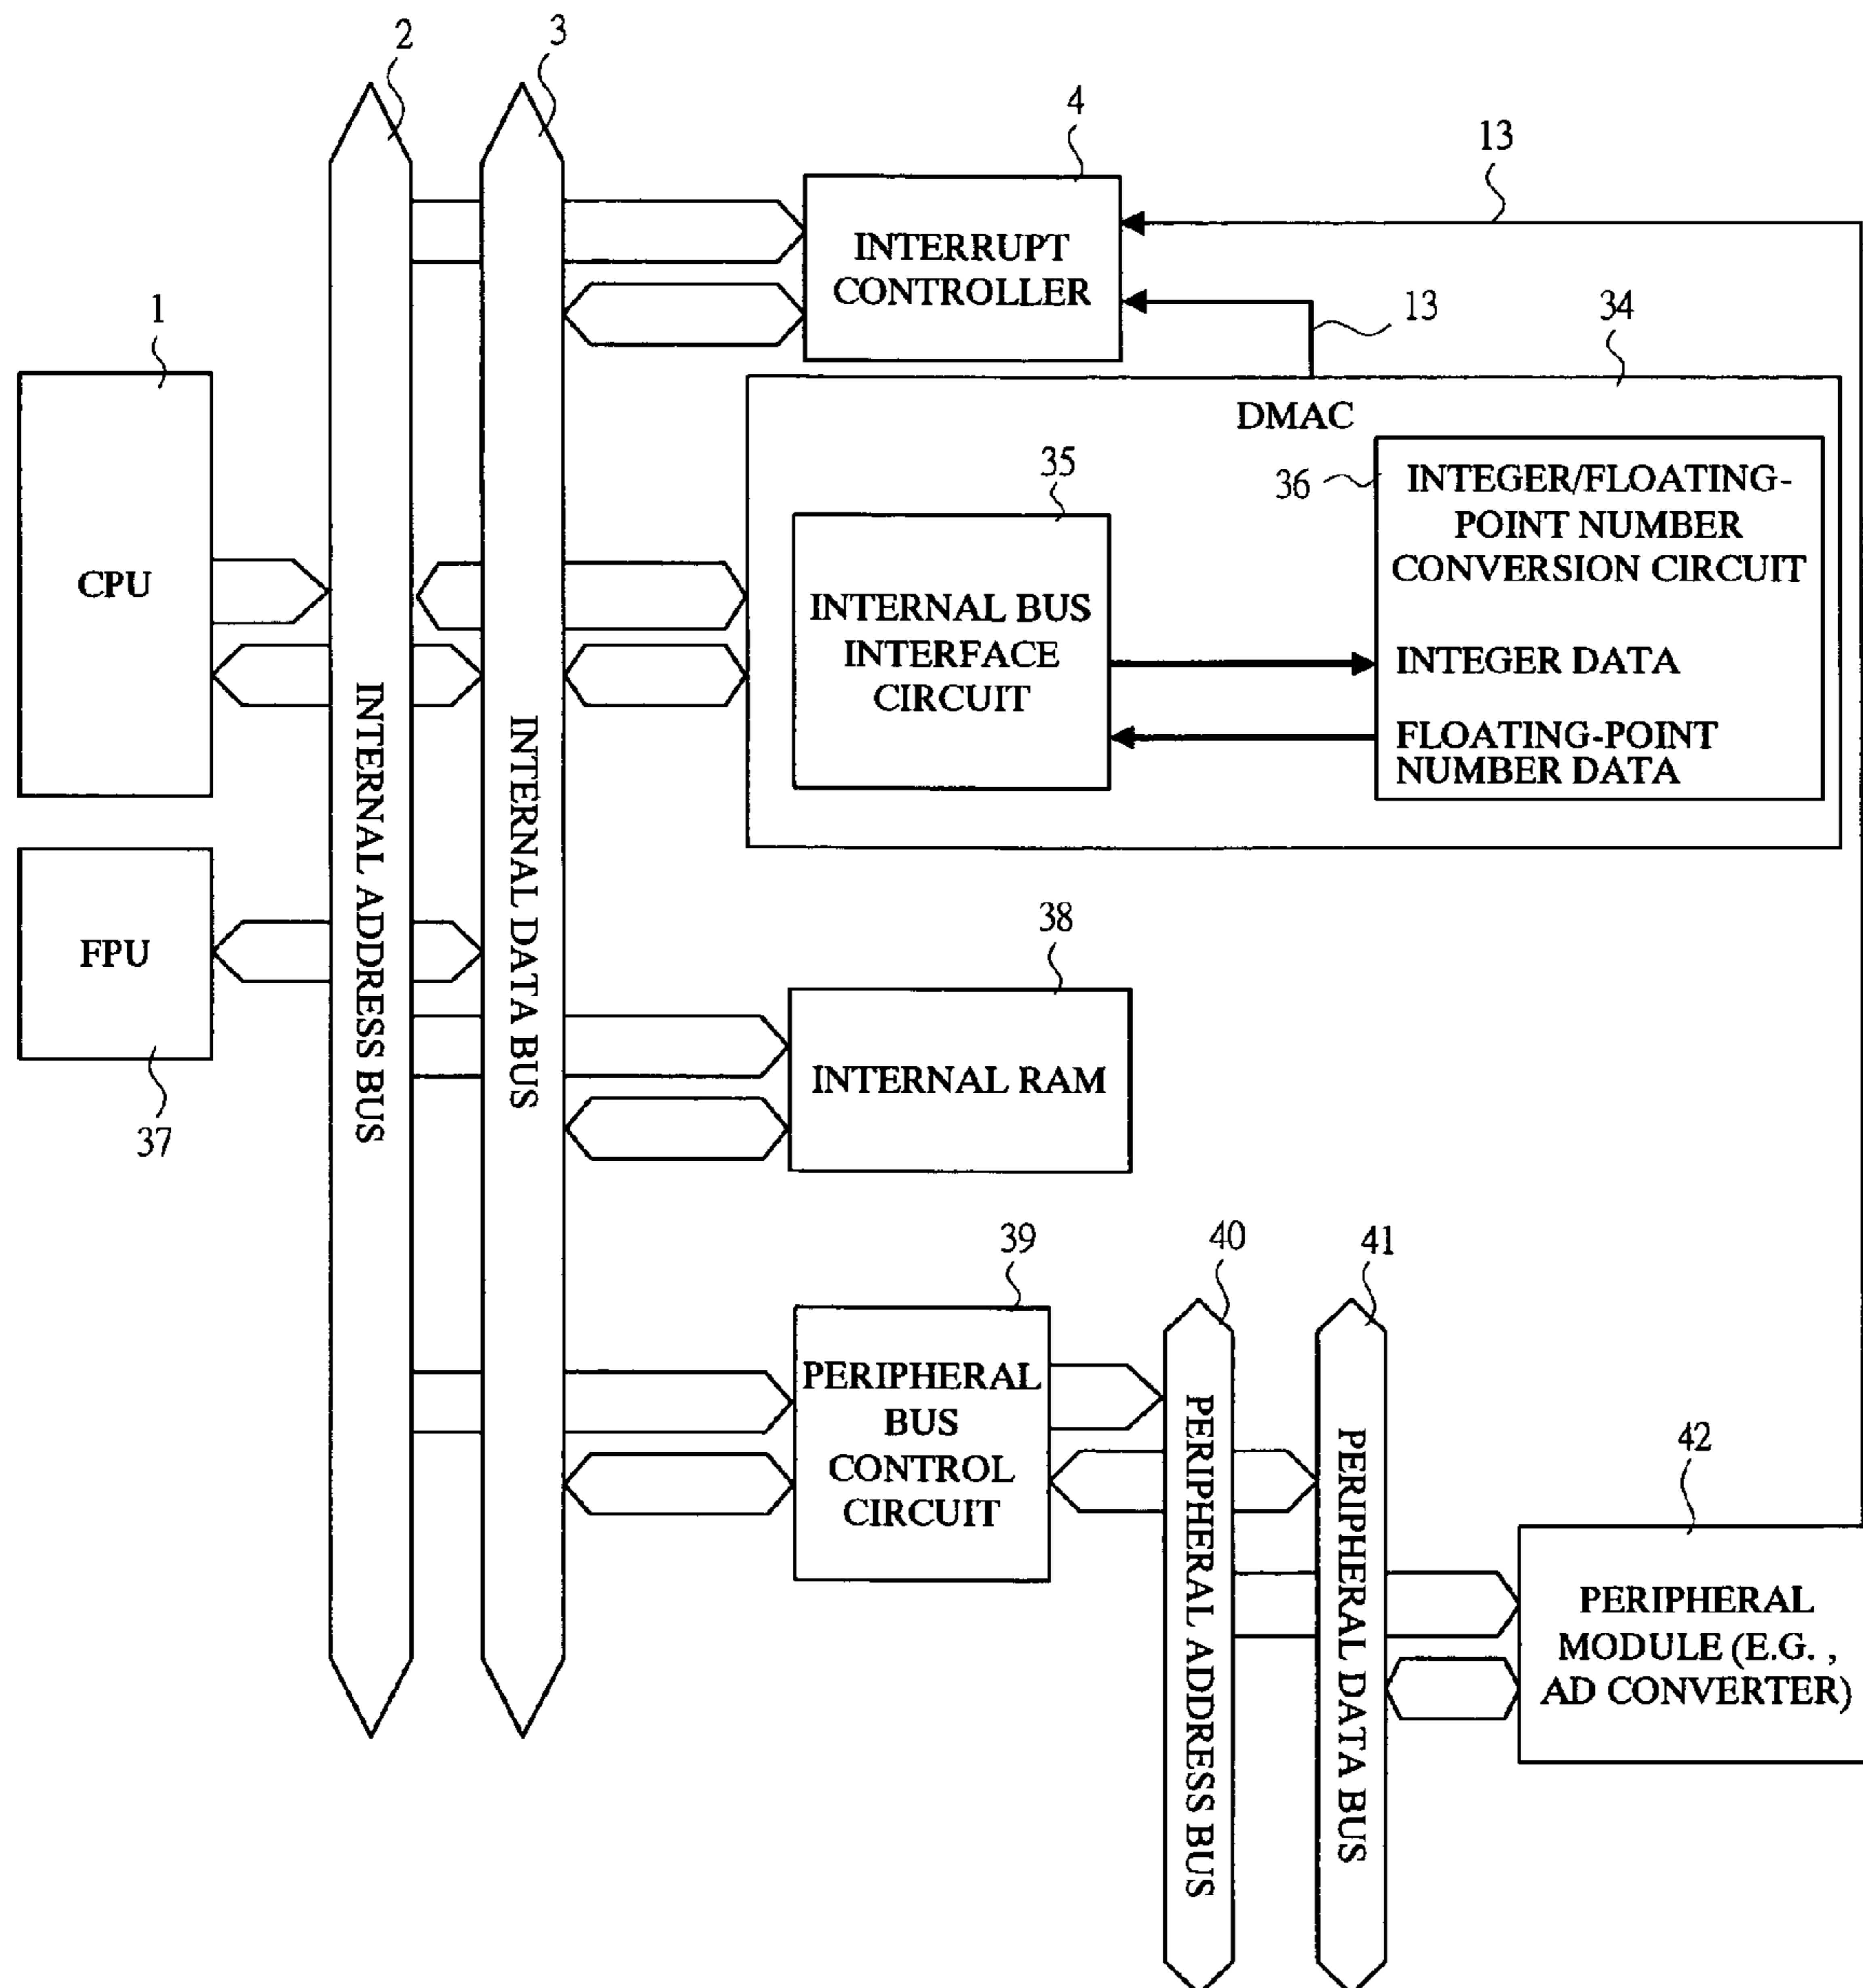 2
3
4
13
INTERRUPT
CONTROLLER
1
13
34
DMAC
35
36
INTEGER/FLOATING-
POINT NUMBER
CONVERSION CIRCUIT
CPU
INTERNAL BUS
INTERFACE
CIRCUIT
INTEGER DATA
FLOATING-POINT
NUMBER DATA
INTERNAL ADDRESS BUS
INTERNAL DATA BUS
FPU
37
38
INTERNAL RAM
39
40
41
PERIPHERAL
BUS
CONTROL
CIRCUIT
PERIPHERAL ADDRESS BUS
PERIPHERAL DATA BUS
42
PERIPHERAL
MODULE (E.G. ,
AD CONVERTER)